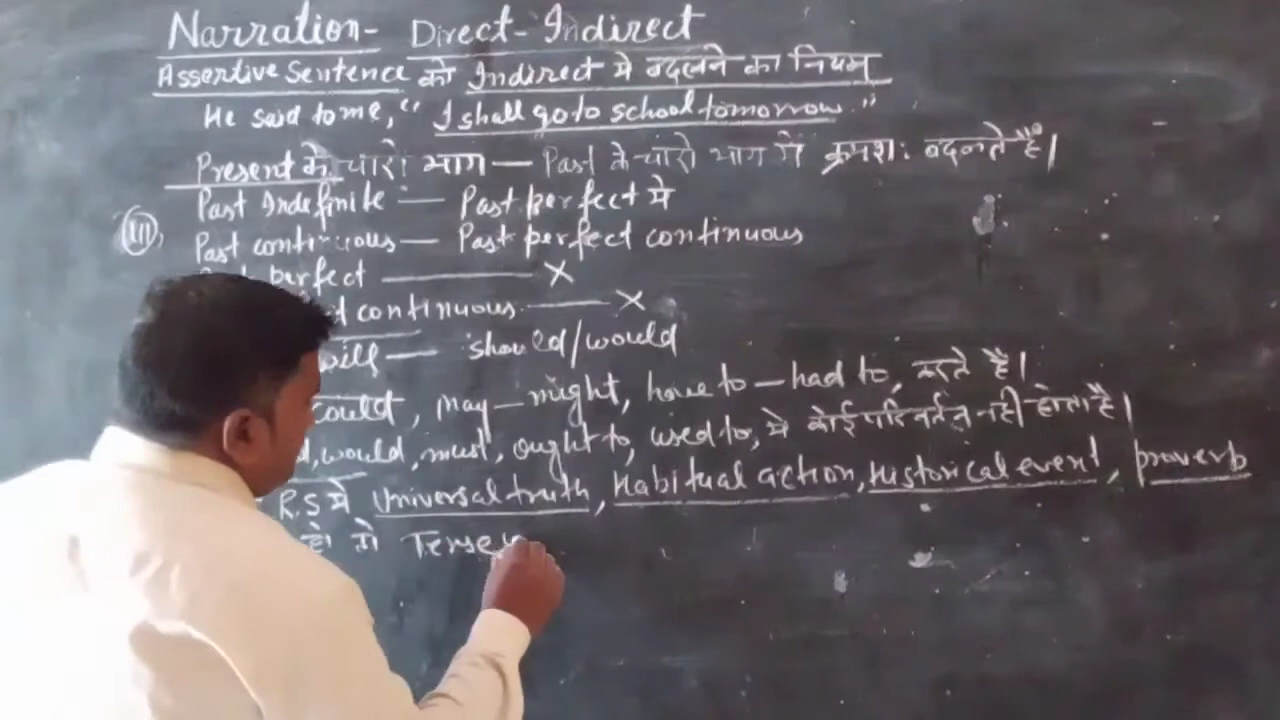 Narration- Direct-Indirect
Assertive Sentence को Indirect मे बदलने का नियम
He said to me, "I shall go to school tomorrow."
Present के चारो भाग — Past के चारो भाग मे क्रमश: बदलते हैं।
Past Indefinite — Past perfect मे
(III), Past continuous — Past perfect continuous
perfect — X
continuous — X
will — should/would
could, may — might, have to — had to, करते हैं।
would, must, ought to, used to, मे कोई परिवर्तन नही होता है।
R.S मे Universal truth, Habitual action, Historical event, proverb
हो तो Tense